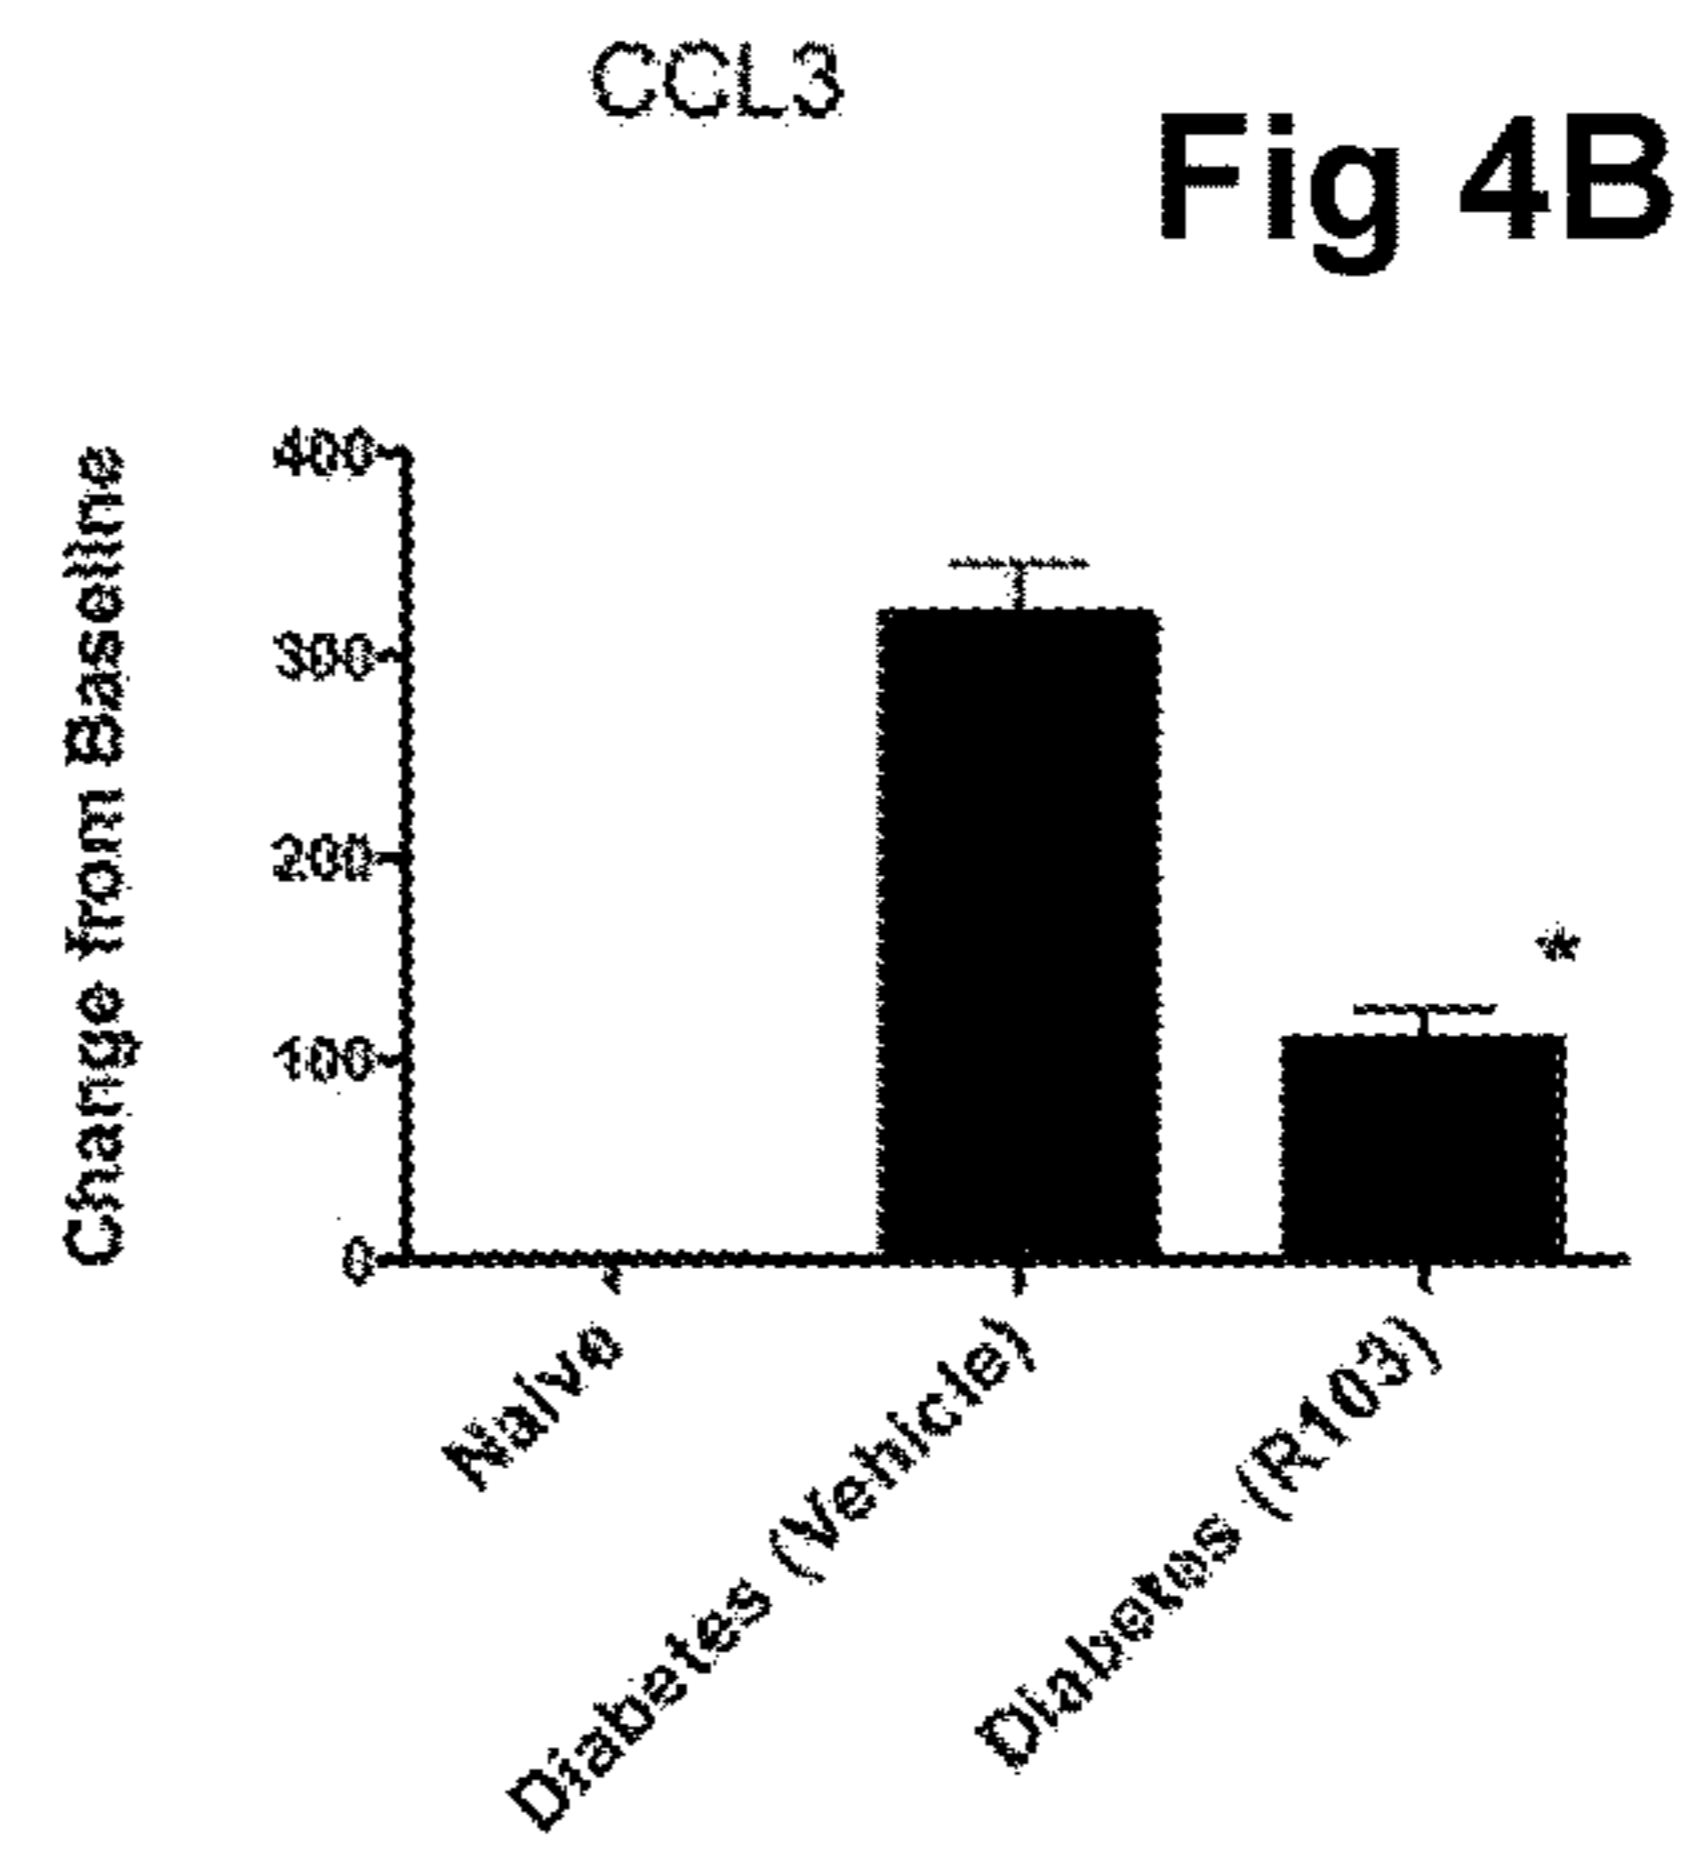 CCL3
Fig 4B
Change from Baseline
400
300
200
100
0
*
Naive
Diabetes (Vehicle)
Diabetes (R103)